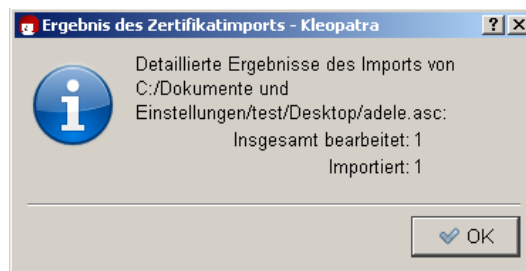 Ergebnis des Zertifikatimports - Kleopatra
Detaillierte Ergebnisse des Imports von
C:/Dokumente und
Einstellungen/test/Desktop/adele.asc:
Insgesamt bearbeitet: 1
Importiert: 1
OK